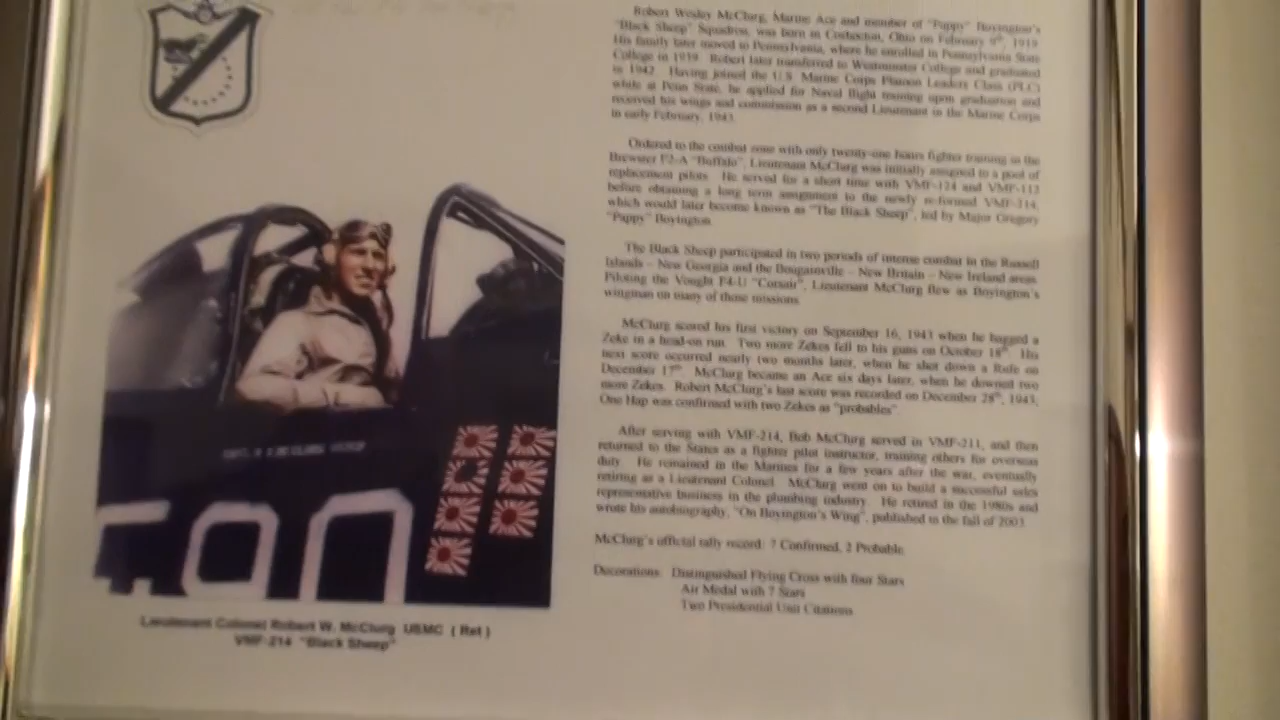 Robert Wesley McClurg, Marine Ace and member of "Pappy" Boyington's
"Black Sheep" Squadron, was born in Coshocton, Ohio on February 9th, 1919.
His family later moved to Pennsylvania, where he enrolled in Pennsylvania State
College in 1939. Robert later transferred to Westminster College and graduated
in 1942. Having joined the U.S. Marine Corps Platoon Leaders Class (PLC)
while at Penn State, he applied for Naval flight training upon graduation and
received his wings and commission as a second Lieutenant in the Marine Corps
in early February, 1943.
Ordered to the combat zone with only twenty-one hours fighter training in the
Brewster F2-A "Buffalo", Lieutenant McClurg was initially assigned to a pool of
replacement pilots. He served for a short time with VMF-124 and VMF-112
before obtaining a long term assignment to the newly re-formed VMF-214,
which would later become known as "The Black Sheep", led by Major Gregory
"Pappy" Boyington.
The Black Sheep participated in two periods of intense combat in the Russell
Islands – New Georgia and the Bougainville – New Britain – New Ireland areas.
Piloting the Vought F4-U "Corsair", Lieutenant McClurg flew as Boyington's
wingman on many of those missions.
McClurg scored his first victory on September 16, 1943 when he bagged a
Zeke in a head-on run. Two more Zekes fell to his guns on October 18th. His
next score occurred nearly two months later, when he shot down a Rufe on
December 17th. McClurg became an Ace six days later, when he downed two
more Zekes. Robert McClurg's last score was recorded on December 28th, 1943.
One Hap was confirmed with two Zekes as "probables".
After serving with VMF-214, Bob McClurg served in VMF-211, and then
returned to the States as a fighter pilot instructor, training others for overseas
duty. He remained in the Marines for a few years after the war, eventually
retiring as a Lieutenant Colonel. McClurg went on to build a successful sales
representative business in the plumbing industry. He retired in the 1980s and
wrote his autobiography, "On Boyington's Wing", published in the fall of 2003.
McClurg's official tally record: 7 Confirmed, 2 Probable.
Decorations: Distinguished Flying Cross with four Stars
Air Medal with 7 Stars
Two Presidential Unit Citations
Lieutenant Colonel Robert W. McClurg USMC ( Ret )
VMF-214 "Black Sheep"